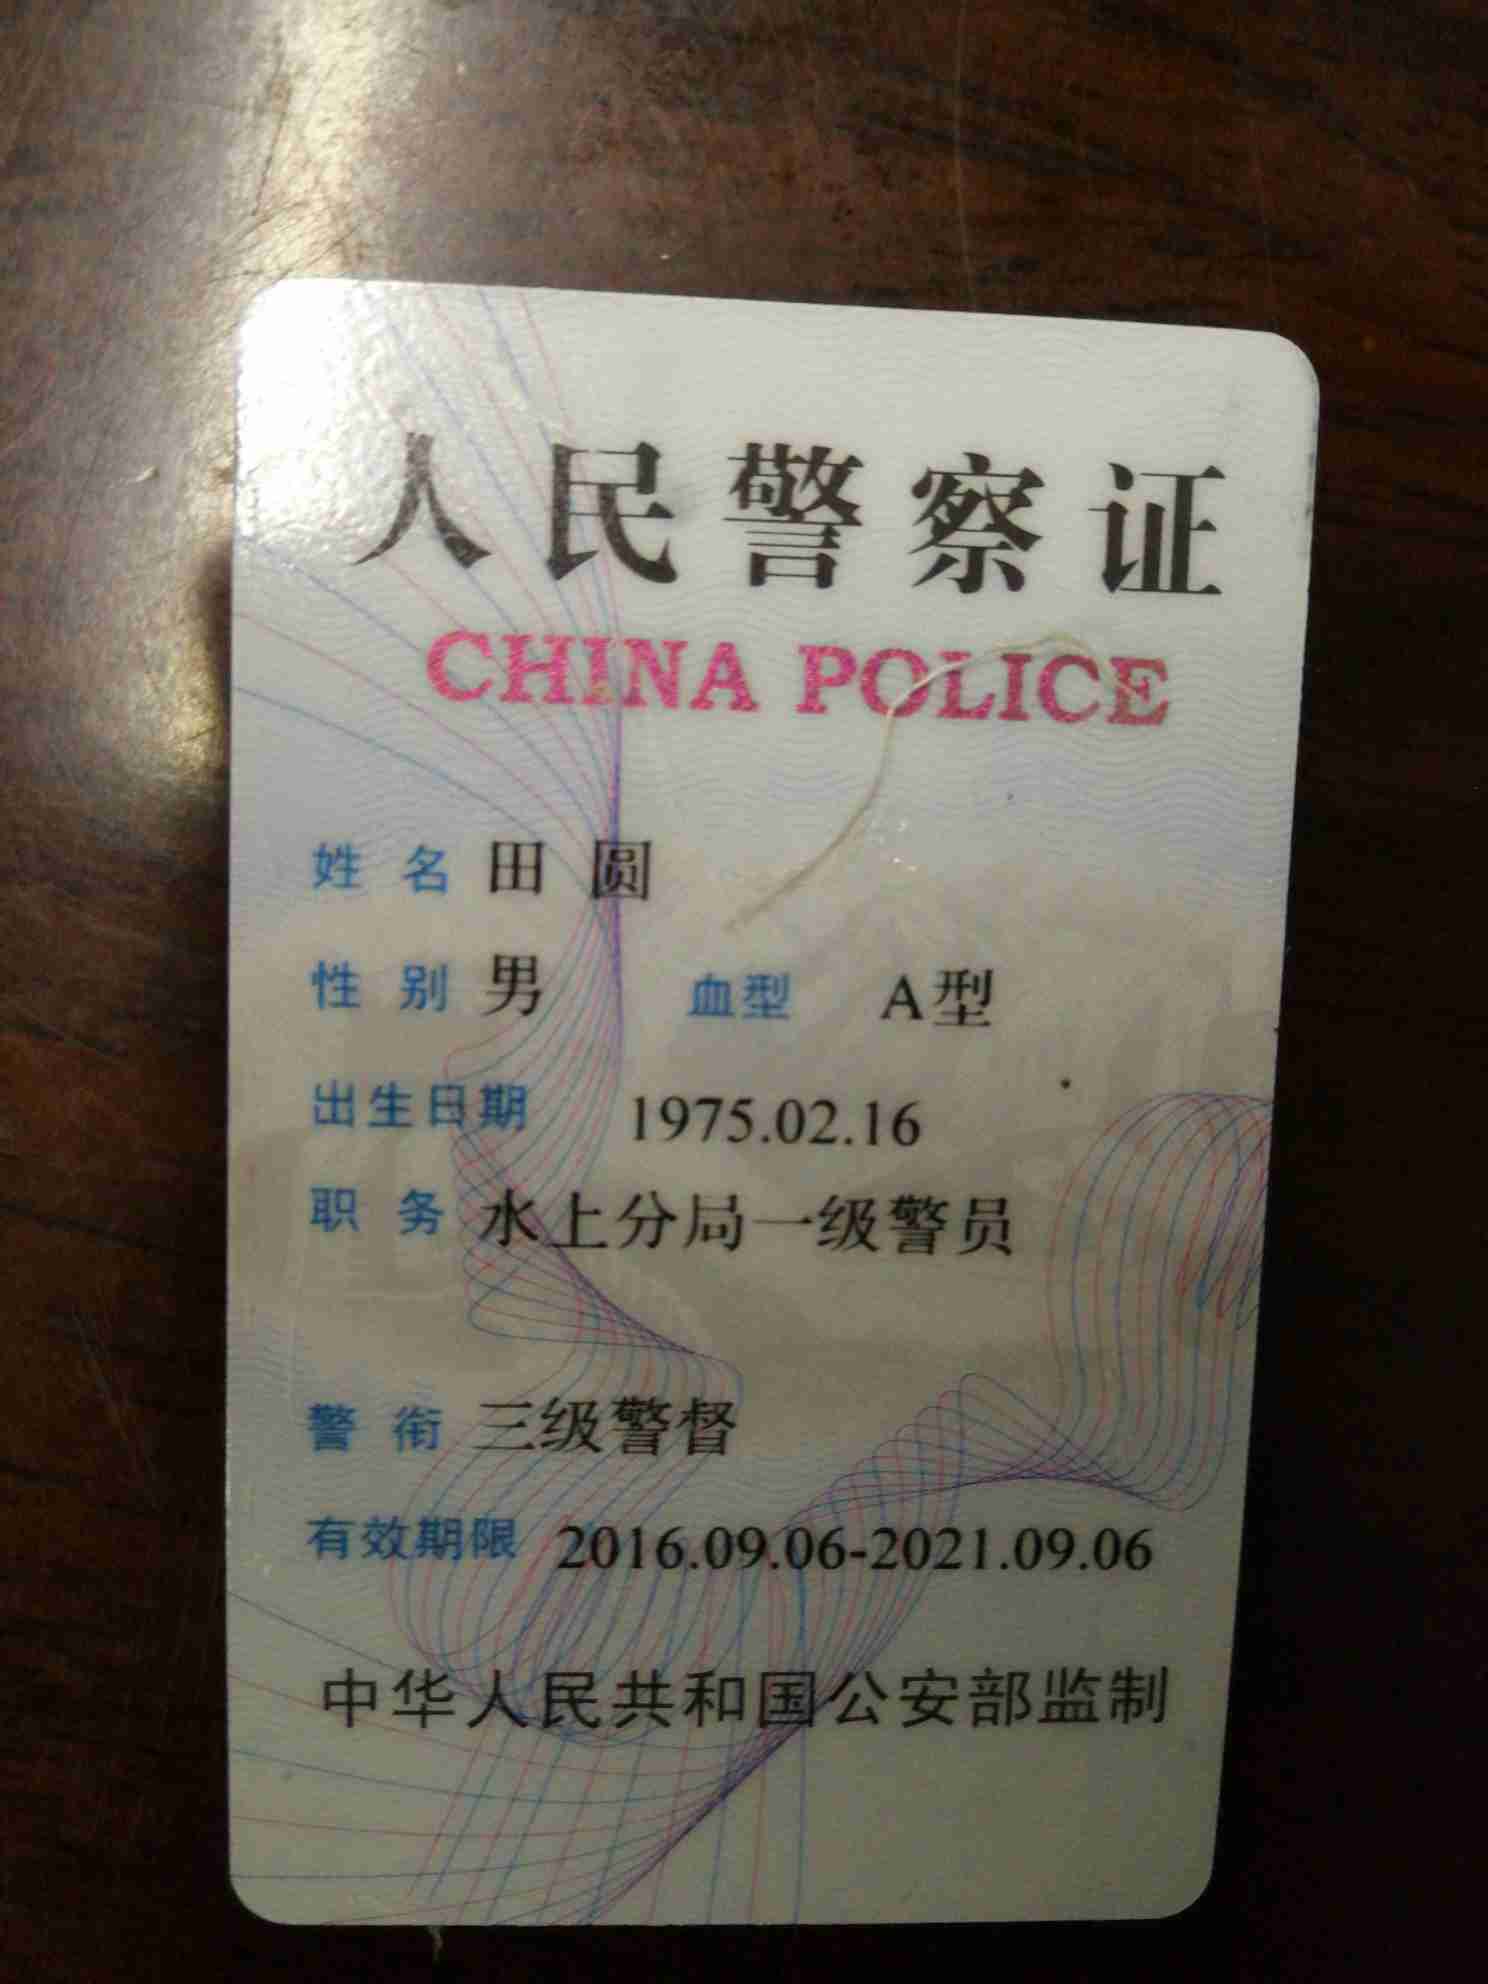 人民警察证
CHINA POLICE
姓 名 田 圆
性 别 男 血型 A型
出生日期 1975.02.16
职 务 水上分局一级警员
警 衔 三级警督
有效期限 2016.09.06-2021.09.06
中华人民共和国公安部监制